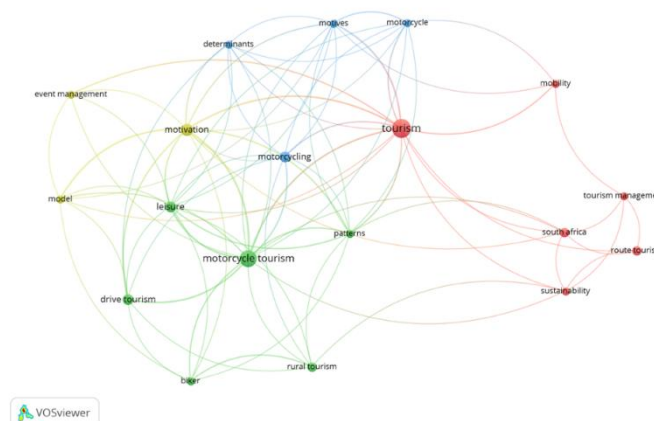 motives
motorcycle
determinants
mobility
event management
motivation
tourism
motorcycling
model
leisure
tourism manageme
patterns
south africa
route touris
motorcycle tourism
sustainability
drive tourism
rural tourism
biker
VOSviewer